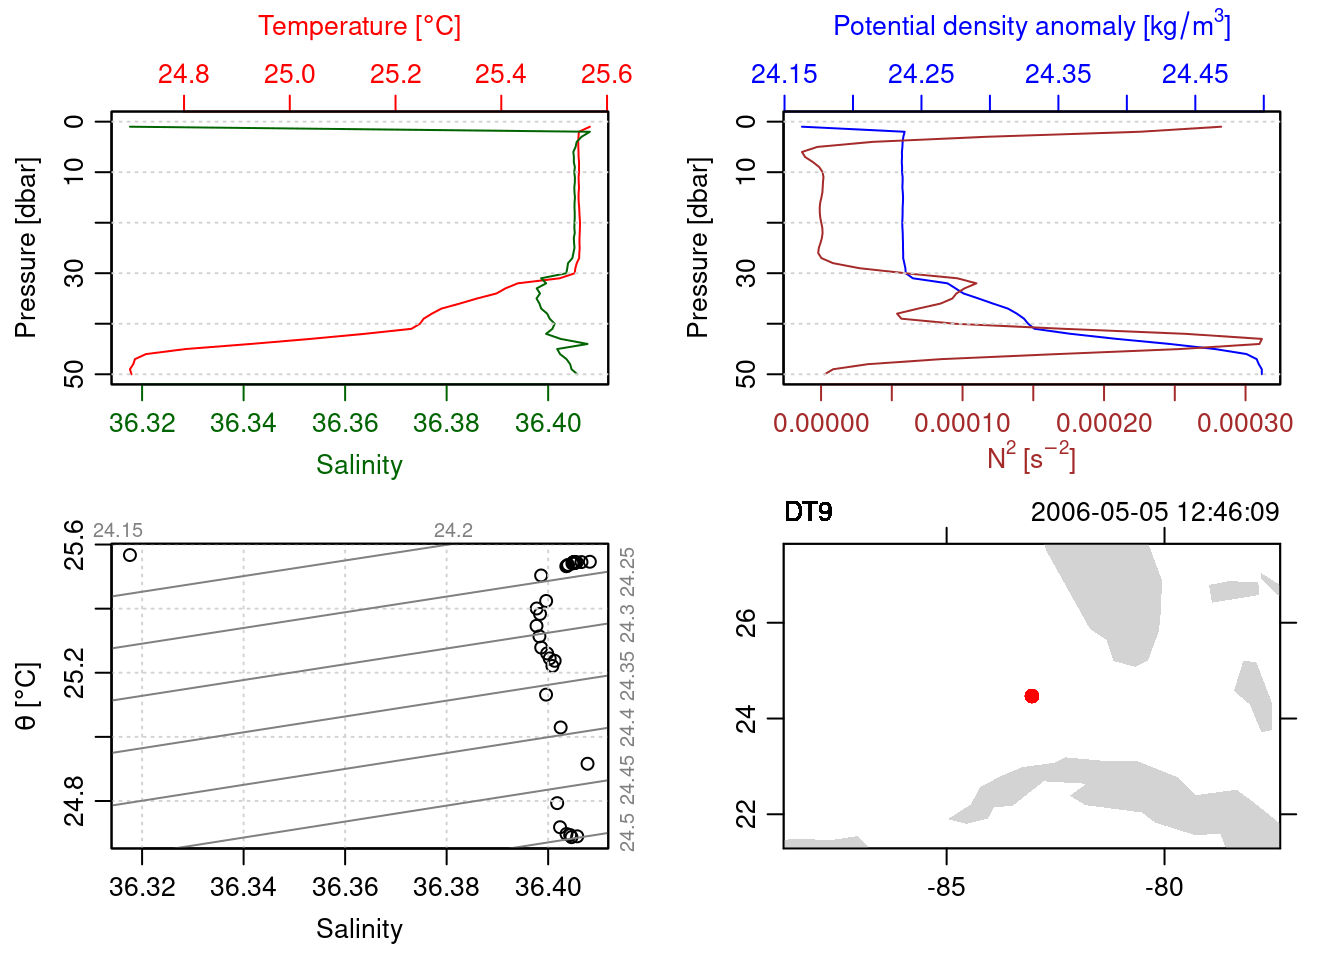 Temperature [°C]
24.8 25.0 25.2 25.4 25.6
Pressure [dbar]
0
10
30
50
36.32 36.34 36.36 36.38 36.40
Salinity
Potential density anomaly [kg/m³]
24.15 24.25 24.35 24.45
Pressure [dbar]
0
10
30
50
0.00000 0.00010 0.00020 0.00030
N² [s⁻²]
24.15 24.2
θ [°C]
25.6
25.2
24.8
24.25
24.3
24.35
24.4
24.45
24.5
36.32 36.34 36.36 36.38 36.40
Salinity
DT9 2006-05-05 12:46:09
26
24
22
-85 -80